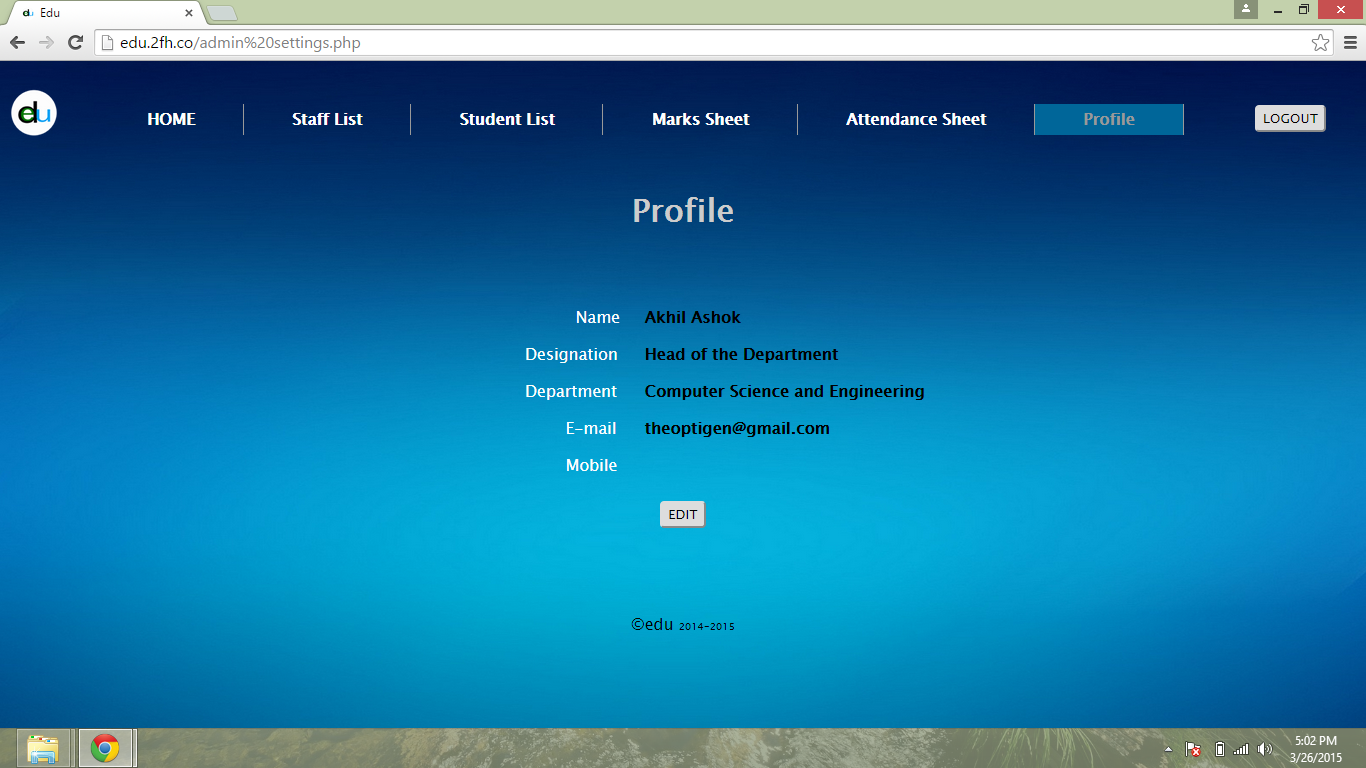 Edu
edu.2fh.co/admin%20settings.php
edu HOME Staff List Student List Marks Sheet Attendance Sheet Profile LOGOUT
Profile
Name Akhil Ashok
Designation Head of the Department
Department Computer Science and Engineering
E-mail theoptigen@gmail.com
Mobile
EDIT
©edu 2014-2015
5:02 PM
3/26/2015